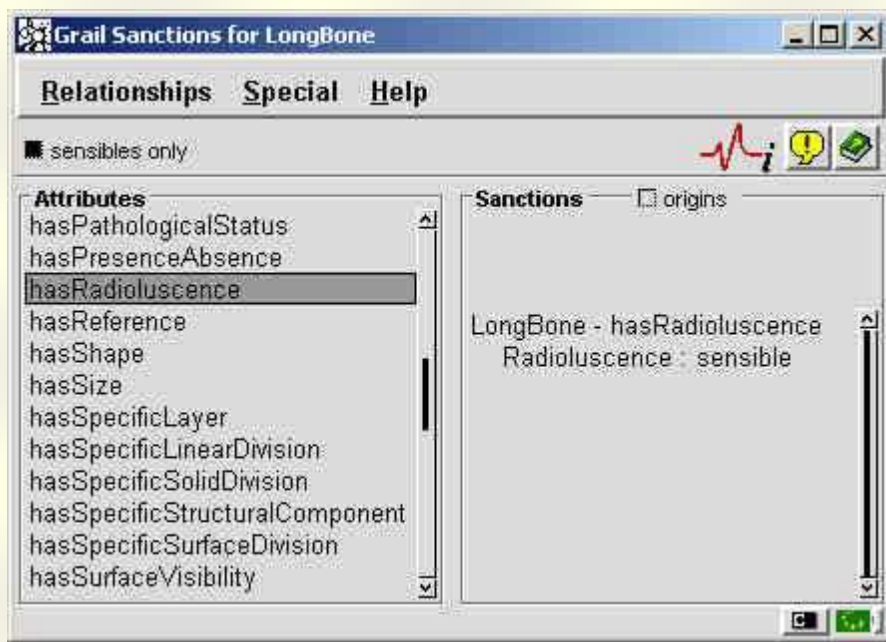 Grail Sanctions for LongBone
Relationships Special Help
sensibles only
i
Attributes
hasPathologicalStatus
hasPresenceAbsence
hasRadioluscence
hasReference
hasShape
hasSize
hasSpecificLayer
hasSpecificLinearDivision
hasSpecificSolidDivision
hasSpecificStructuralComponent
hasSpecificSurfaceDivision
hasSurfaceVisibility
Sanctions origins
LongBone - hasRadioluscence
Radioluscence : sensible